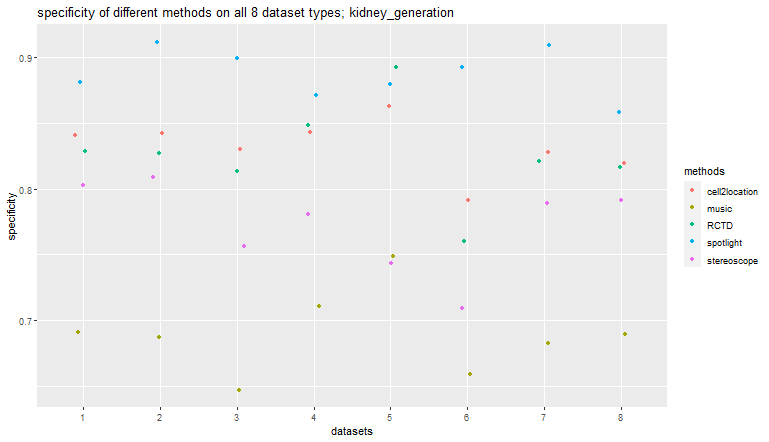 specificity of different methods on all 8 dataset types; kidney_generation
0.9
0.8
0.7
specificity
1 2 3 4 5 6 7 8
datasets
methods
cell2location
music
RCTD
spotlight
stereoscope